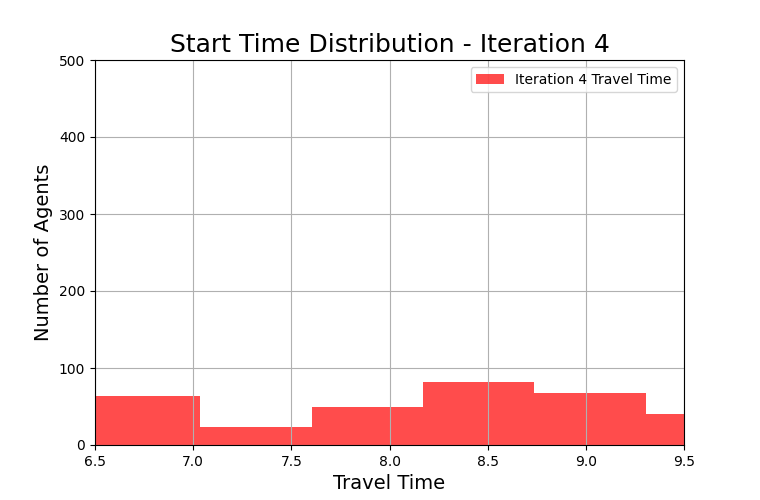 Start Time Distribution - Iteration 4
500
400
300
200
100
0
Number of Agents
Iteration 4 Travel Time
6.5 7.0 7.5 8.0 8.5 9.0 9.5
Travel Time